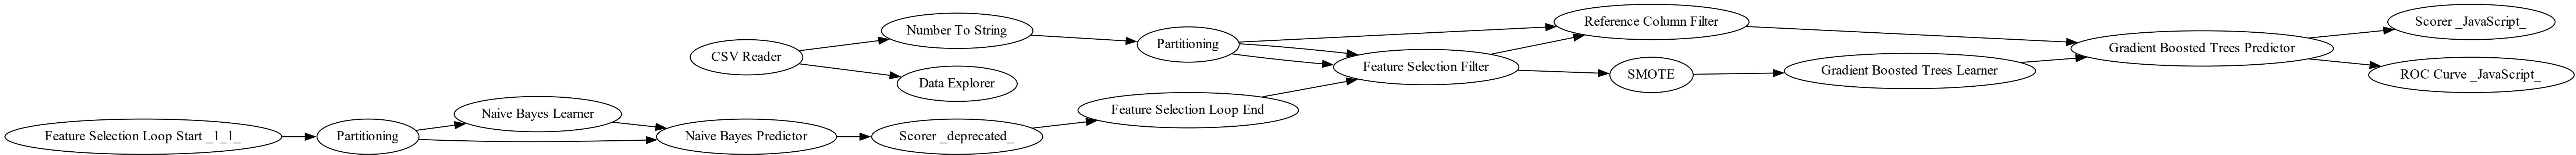 Feature Selection Loop Start _1_1_
Partitioning
Naive Bayes Learner
Naive Bayes Predictor
CSV Reader
Number To String
Data Explorer
Scorer _deprecated_
Partitioning
Feature Selection Loop End
Feature Selection Filter
Reference Column Filter
SMOTE
Gradient Boosted Trees Learner
Gradient Boosted Trees Predictor
Scorer _JavaScript_
ROC Curve _JavaScript_